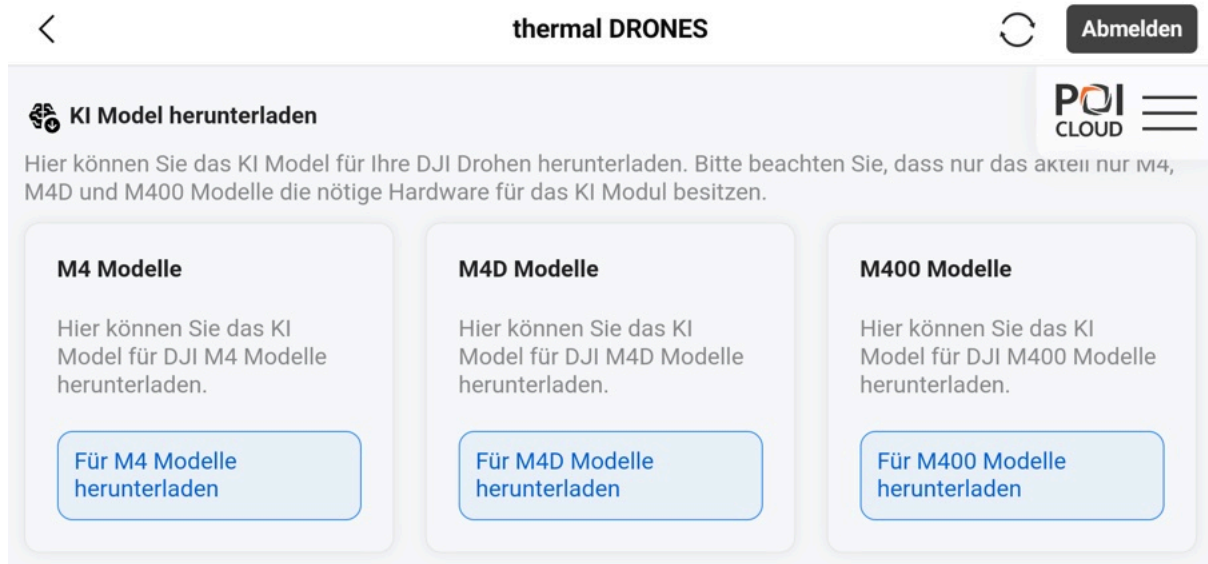 thermal DRONES
Abmelden
POI
CLOUD
KI Model herunterladen
Hier können Sie das KI Model für Ihre DJI Drohen herunterladen. Bitte beachten Sie, dass nur das akteil nur M4,
M4D und M400 Modelle die nötige Hardware für das KI Modul besitzen.
M4 Modelle
Hier können Sie das KI
Model für DJI M4 Modelle
herunterladen.
Für M4 Modelle
herunterladen
M4D Modelle
Hier können Sie das KI
Model für DJI M4D Modelle
herunterladen.
Für M4D Modelle
herunterladen
M400 Modelle
Hier können Sie das KI
Model für DJI M400 Modelle
herunterladen.
Für M400 Modelle
herunterladen